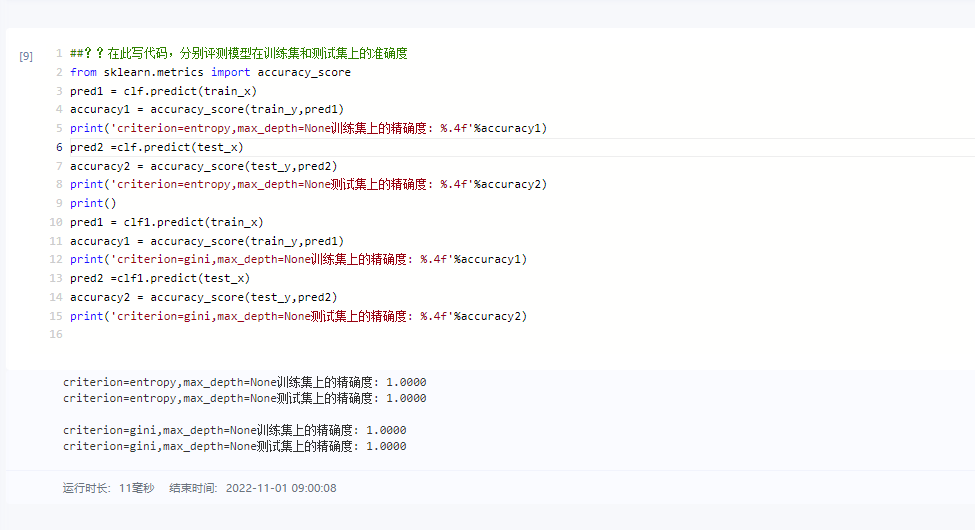 [9]
1 ##？？在此写代码，分别评测模型在训练集和测试集上的准确度
2 from sklearn.metrics import accuracy_score
3 pred1 = clf.predict(train_x)
4 accuracy1 = accuracy_score(train_y,pred1)
5 print('criterion=entropy,max_depth=None训练集上的精确度: %.4f'%accuracy1)
6 pred2 =clf.predict(test_x)
7 accuracy2 = accuracy_score(test_y,pred2)
8 print('criterion=entropy,max_depth=None测试集上的精确度: %.4f'%accuracy2)
9 print()
10 pred1 = clf1.predict(train_x)
11 accuracy1 = accuracy_score(train_y,pred1)
12 print('criterion=gini,max_depth=None训练集上的精确度: %.4f'%accuracy1)
13 pred2 =clf1.predict(test_x)
14 accuracy2 = accuracy_score(test_y,pred2)
15 print('criterion=gini,max_depth=None测试集上的精确度: %.4f'%accuracy2)
16
criterion=entropy,max_depth=None训练集上的精确度: 1.0000
criterion=entropy,max_depth=None测试集上的精确度: 1.0000
criterion=gini,max_depth=None训练集上的精确度: 1.0000
criterion=gini,max_depth=None测试集上的精确度: 1.0000
运行时长: 11毫秒 结束时间: 2022-11-01 09:00:08